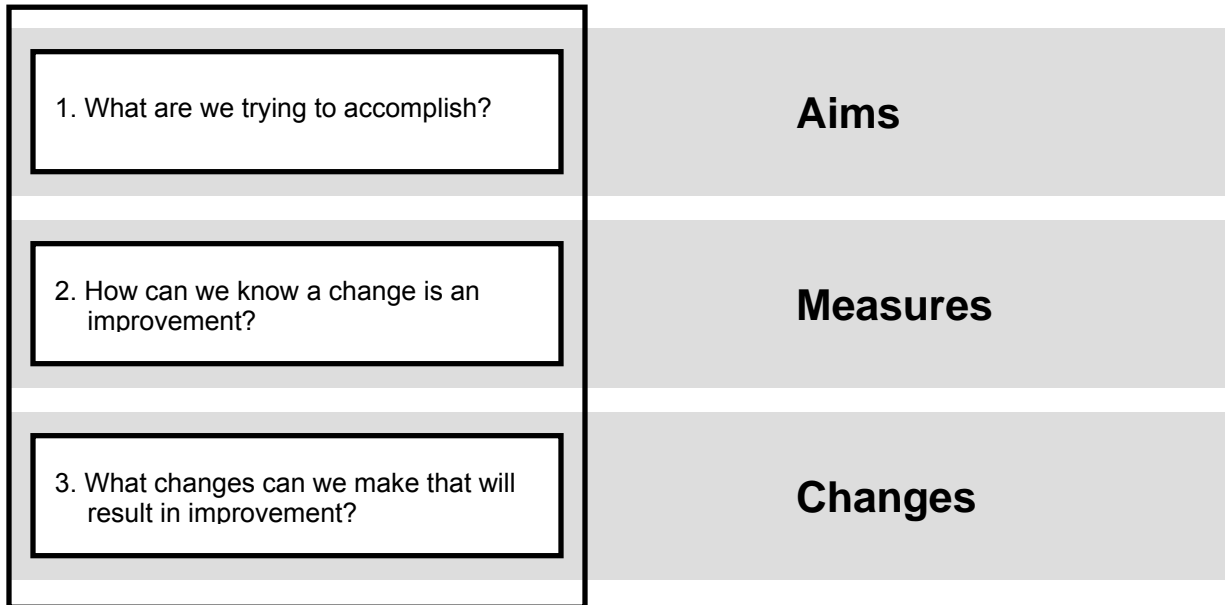 1. What are we trying to accomplish?
Aims
2. How can we know a change is an
improvement?
Measures
3. What changes can we make that will
result in improvement?
Changes